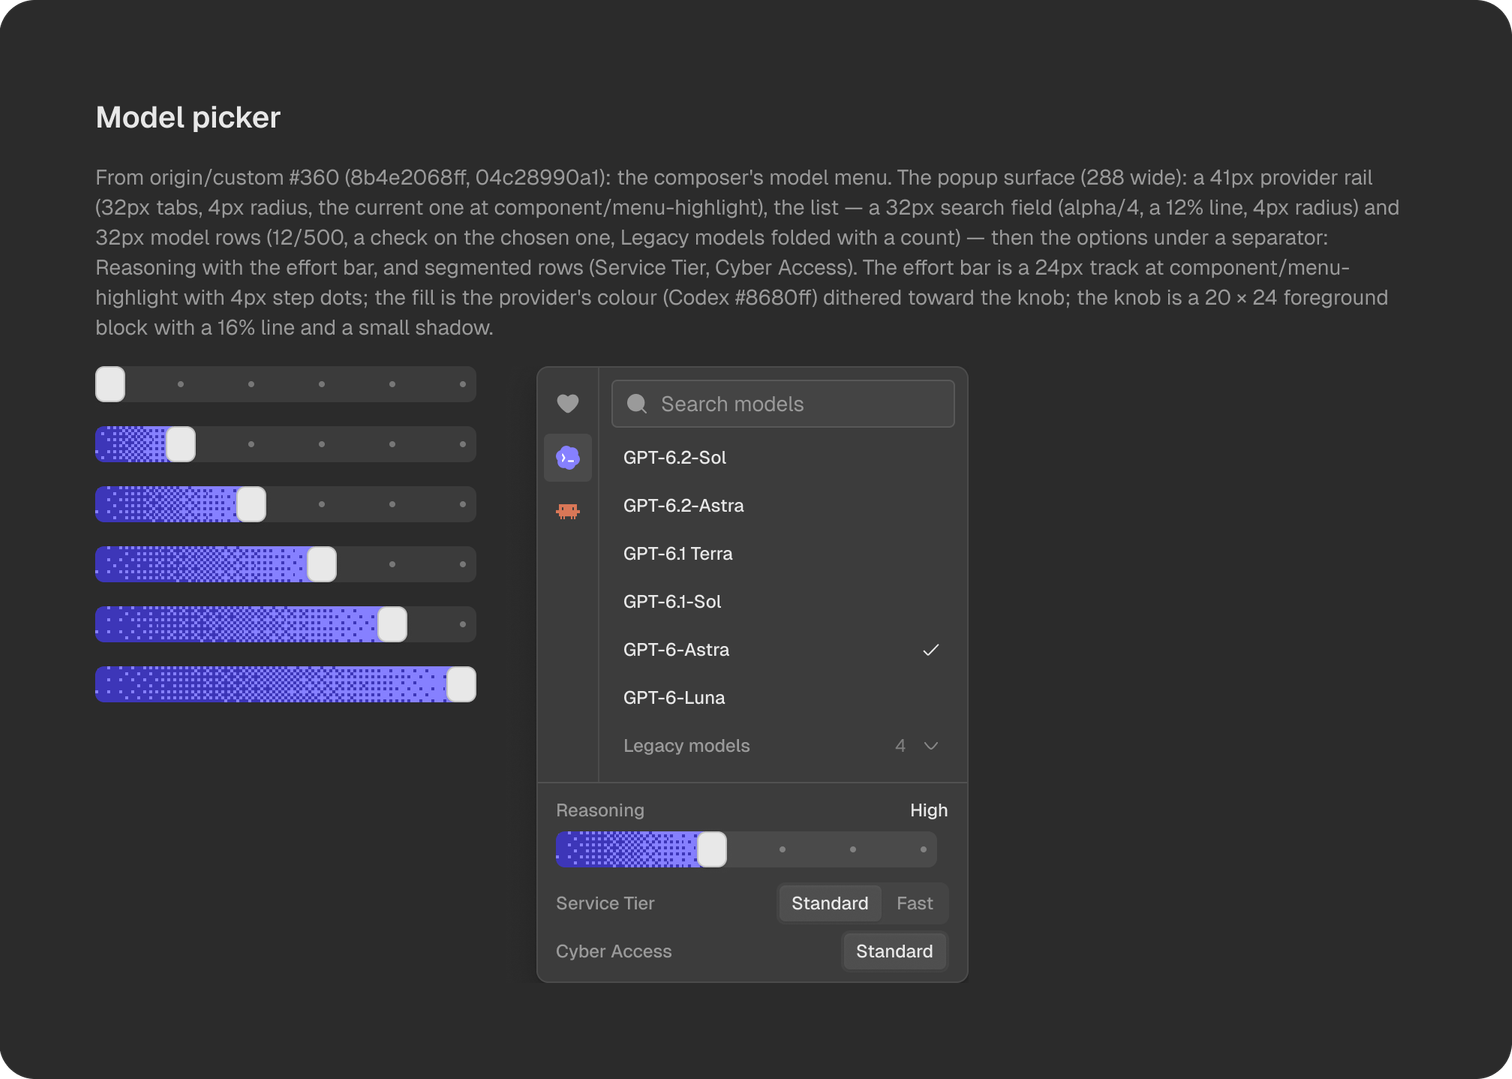 Model picker
From origin/custom #360 (8b4e2068ff, 04c28990a1): the composer's model menu. The popup surface (288 wide): a 41px provider rail
(32px tabs, 4px radius, the current one at component/menu-highlight), the list — a 32px search field (alpha/4, a 12% line, 4px radius) and
32px model rows (12/500, a check on the chosen one, Legacy models folded with a count) — then the options under a separator:
Reasoning with the effort bar, and segmented rows (Service Tier, Cyber Access). The effort bar is a 24px track at component/menu-
highlight with 4px step dots; the fill is the provider's colour (Codex #8680ff) dithered toward the knob; the knob is a 20 × 24 foreground
block with a 16% line and a small shadow.
Search models
GPT-6.2-Sol
GPT-6.2-Astra
GPT-6.1 Terra
GPT-6.1-Sol
GPT-6-Astra
GPT-6-Luna
Legacy models 4
Reasoning High
Service Tier Standard Fast
Cyber Access Standard